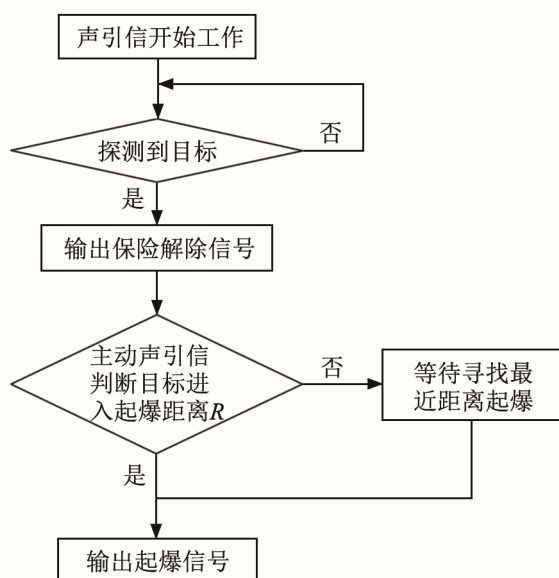 声引信开始工作
否
探测到目标
是
输出保险解除信号
主动声引信
判断目标进
入起爆距离R
否
等待寻找最
近距离起爆
是
输出起爆信号